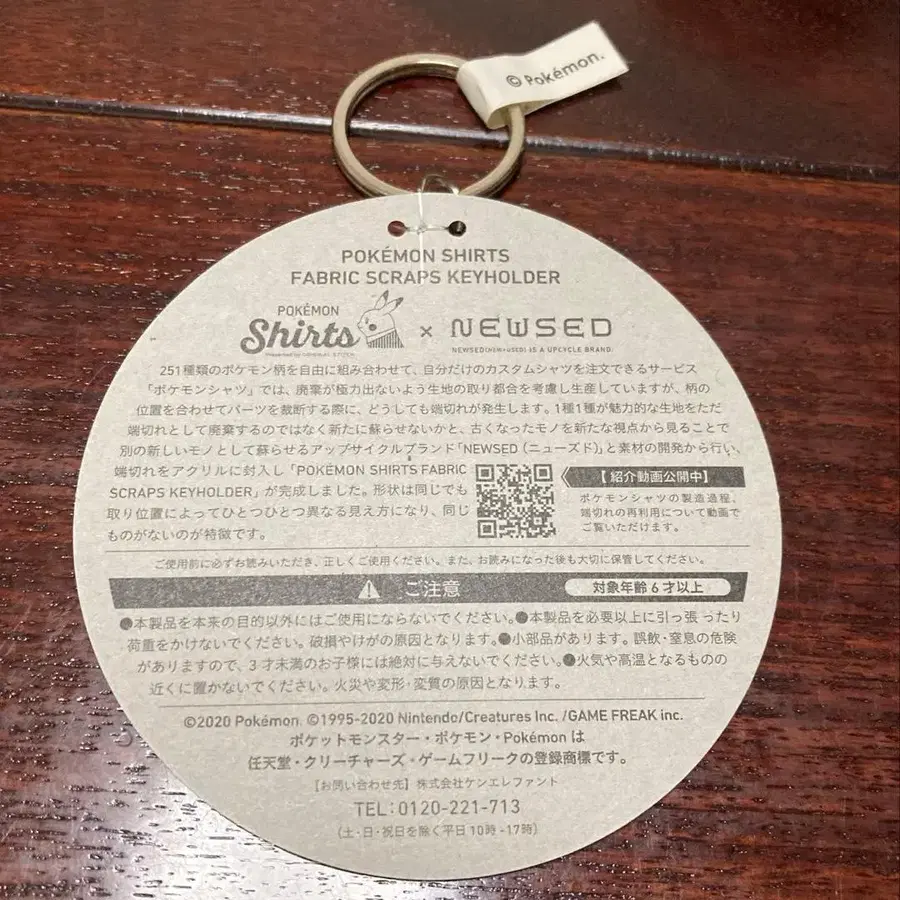 © Pokémon.
POKÉMON SHIRTS
FABRIC SCRAPS KEYHOLDER
POKÉMON
Shirts × NEWSED
Presented by ORIGINAL STITCH NEWSED(NEW+USED) IS A UPCYCLE BRAND.
251種類のポケモン柄を自由に組み合わせて、自分だけのカスタムシャツを注文できるサービス
「ポケモンシャツ」では、廃棄が極力出ないよう生地の取り都合を考慮し生産していますが、柄の
位置を合わせてパーツを裁断する際に、どうしても端切れが発生します。1種1種が魅力的な生地をただ
端切れとして廃棄するのではなく新たに蘇らせないかと、古くなったモノを新たな視点から見ることで
別の新しいモノとして蘇らせるアップサイクルブランド「NEWSED（ニューズド）」と素材の開発から行い、
端切れをアクリルに封入し「POKÉMON SHIRTS FABRIC
SCRAPS KEYHOLDER」が完成しました。形状は同じでも
取り位置によってひとつひとつ異なる見え方になり、同じ
ものがないのが特徴です。
【紹介動画公開中】
ポケモンシャツの製造過程、
端切れの再利用について動画で
ご覧いただけます。
ご使用前に必ずお読みいただき、正しくご使用ください。また、お読みになった後も大切に保管してください。
ご注意 対象年齢6才以上
●本製品を本来の目的以外にはご使用にならないでください。●本製品を必要以上に引っ張ったり
荷重をかけないでください。破損やけがの原因となります。●小部品があります。誤飲・窒息の危険
がありますので、3才未満のお子様には絶対に与えないでください。●火気や高温となるものの
近くに置かないでください。火災や変形・変質の原因となります。
©2020 Pokémon. ©1995-2020 Nintendo/Creatures Inc. /GAME FREAK inc.
ポケットモンスター・ポケモン・Pokémon は
任天堂・クリーチャーズ・ゲームフリークの登録商標です。
【お問い合わせ先】株式会社ケンエレファント
TEL：0120-221-713
（土・日・祝日を除く平日10時-17時）